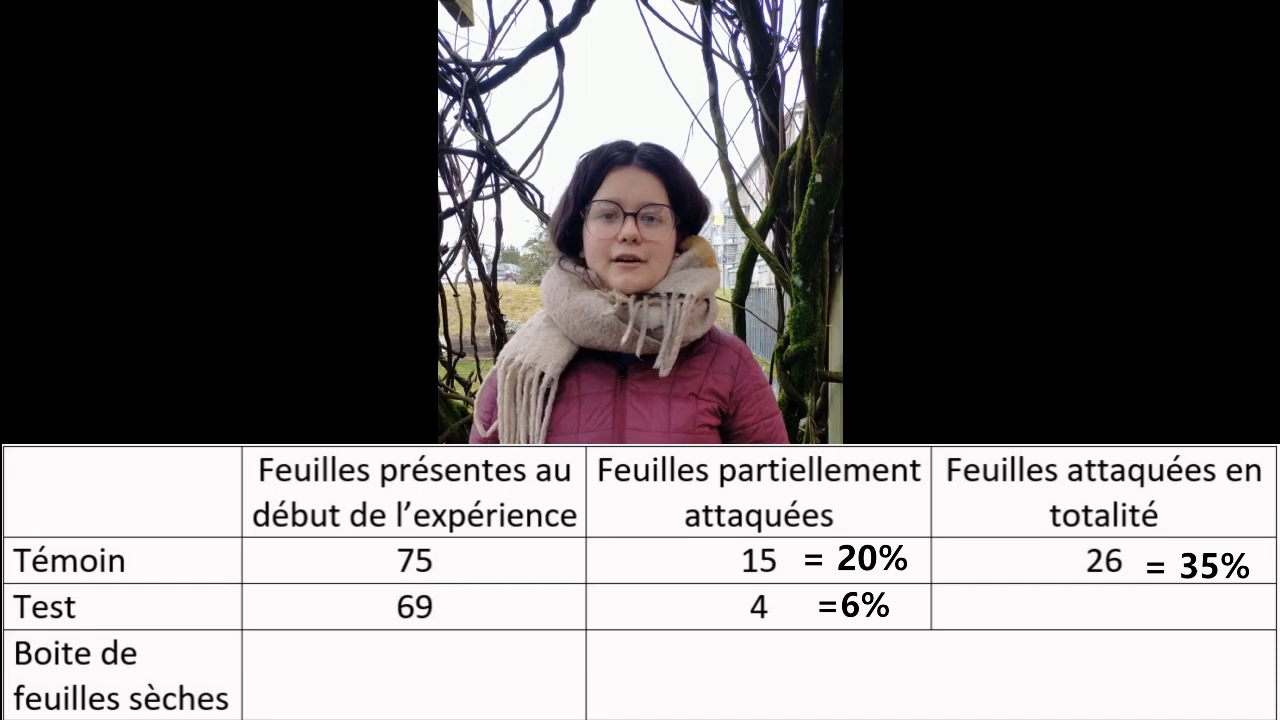 Feuilles présentes au
début de l'expérience
Feuilles partiellement
attaquées
Feuilles attaquées en
totalité
Témoin
75
15 = 20%
26 = 35%
Test
69
4 =6%
Boite de
feuilles sèches